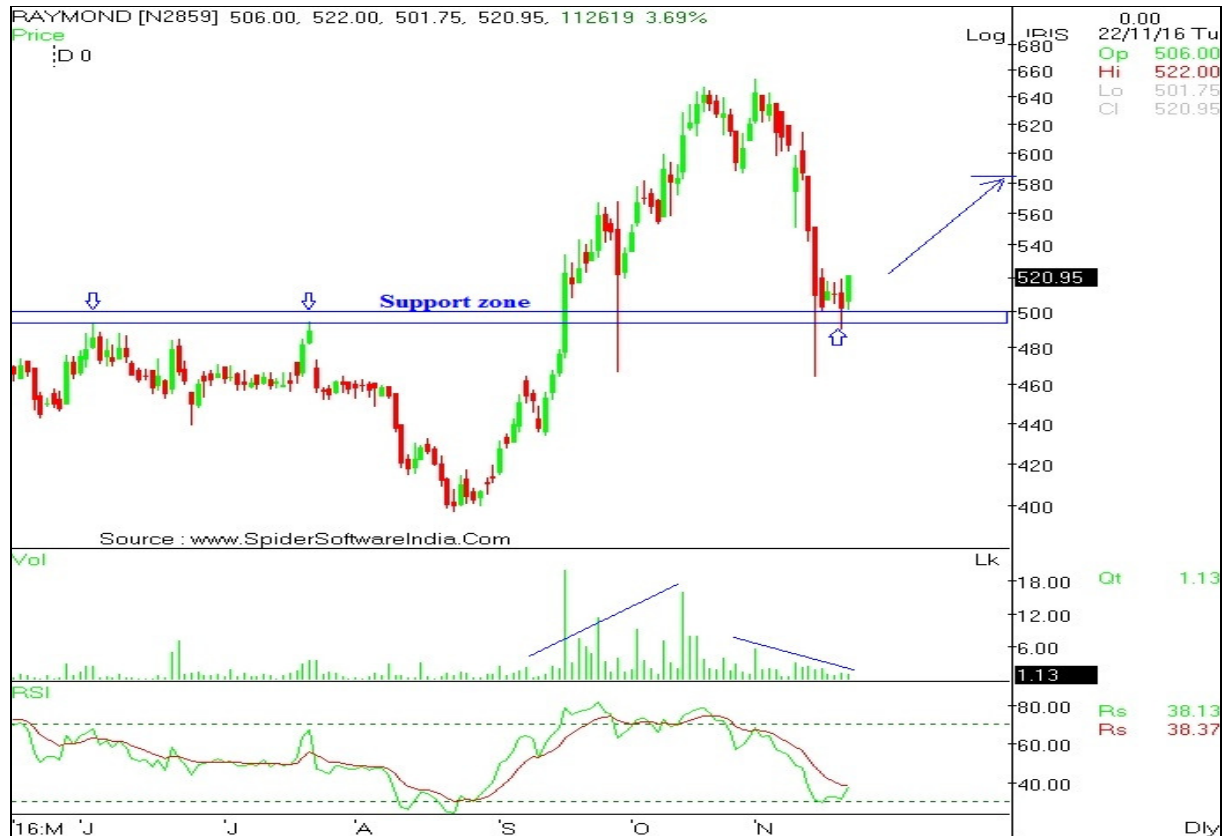 RAYMOND [N2859] 506.00, 522.00, 501.75, 520.95, 112619 3.69%
0.00
Price
Log
IRIS
22/11/16 Tu
D 0
Op 506.00
Hi 522.00
Lo 501.75
Cl 520.95
680
660
640
620
600
580
560
540
520.95
500
480
460
440
420
400
Support zone
Source : www.SpiderSoftwareIndia.Com
Vol
Lk
18.00
12.00
6.00
1.13
Qt 1.13
RSI
80.00
60.00
40.00
Rs 38.13
Rs 38.37
'16:M 'J 'J 'A 'S 'O 'N
Dly